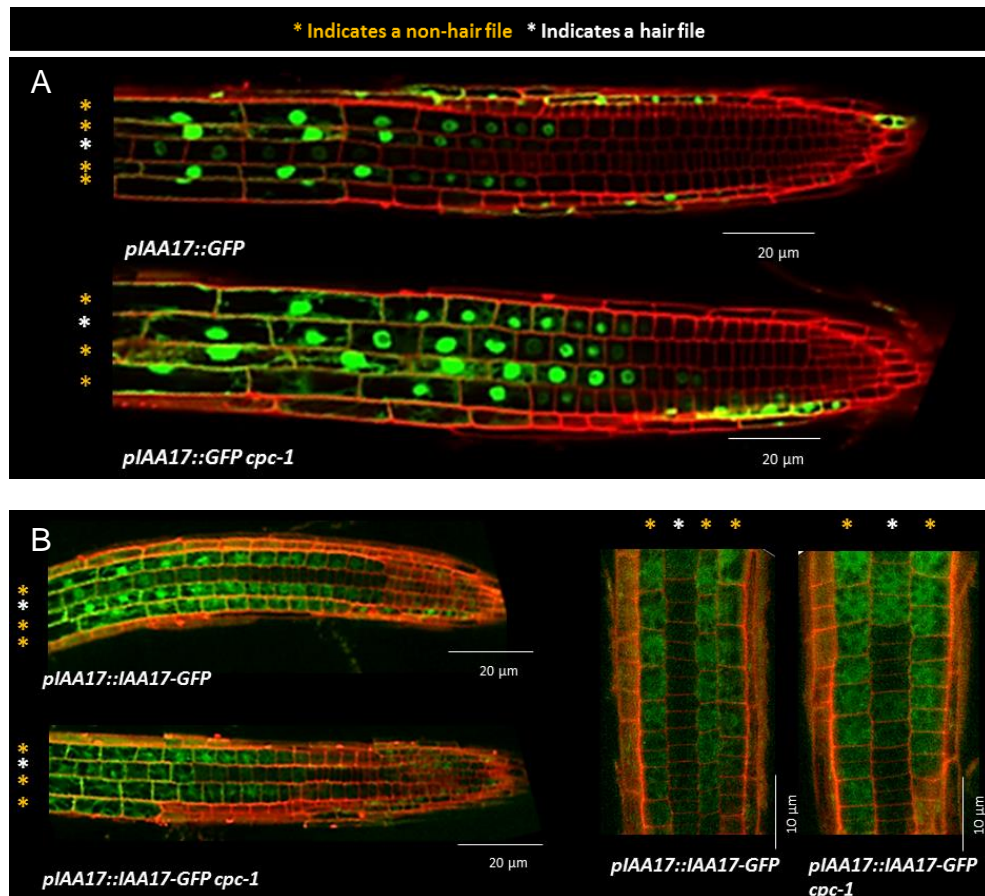 * Indicates a non-hair file * Indicates a hair file
A
*
*
*
*
*
pIAA17::GFP
20 µm
*
*
*
*
pIAA17::GFP cpc-1
20 µm
B
* * * * * * *
*
*
*
*
pIAA17::IAA17-GFP
20 µm
*
*
*
*
pIAA17::IAA17-GFP cpc-1
20 µm
10 µm
pIAA17::IAA17-GFP
10 µm
pIAA17::IAA17-GFP
cpc-1